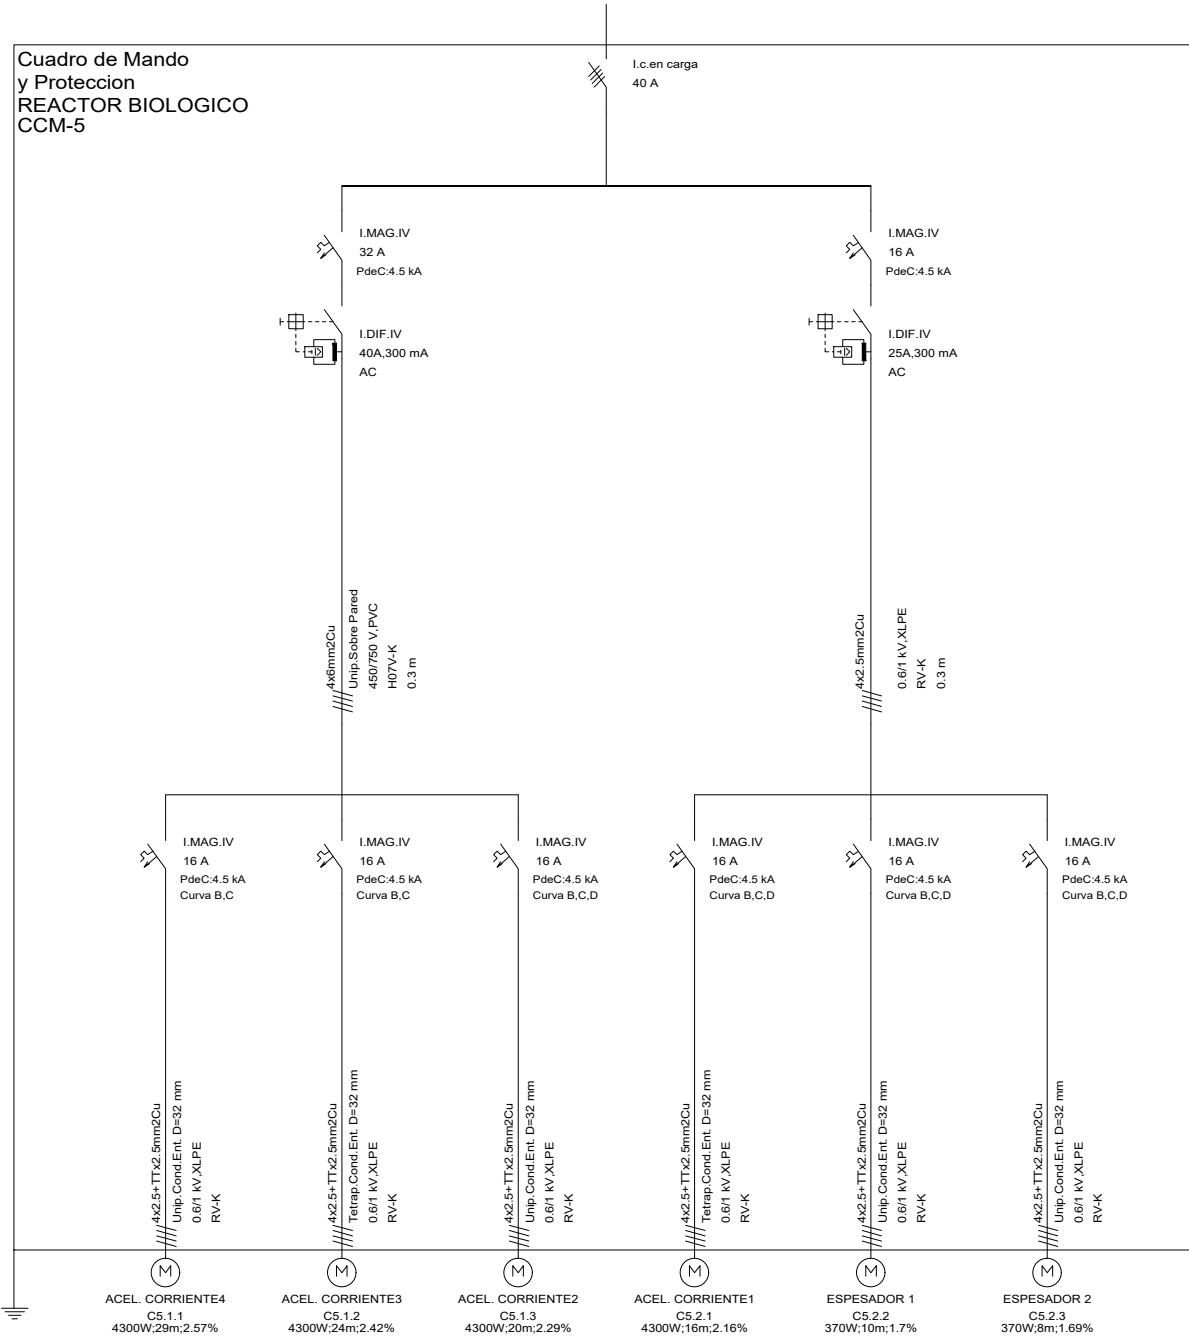 Cuadro de Mando
y Proteccion
REACTOR BIOLOGICO
CCM-5
I.c.en carga
40 A
I.MAG.IV
32 A
PdeC:4.5 kA
I.MAG.IV
16 A
PdeC:4.5 kA
I.DIF.IV
40A,300 mA
AC
I.DIF.IV
25A,300 mA
AC
4x6mm2Cu
Unip.Sobre Pared
450/750 V,PVC
H07V-K
0.3 m
4x2.5mm2Cu
0.6/1 kV,XLPE
RV-K
0.3 m
I.MAG.IV
16 A
PdeC:4.5 kA
Curva B,C
I.MAG.IV
16 A
PdeC:4.5 kA
Curva B,C
I.MAG.IV
16 A
PdeC:4.5 kA
Curva B,C,D
I.MAG.IV
16 A
PdeC:4.5 kA
Curva B,C,D
I.MAG.IV
16 A
PdeC:4.5 kA
Curva B,C,D
I.MAG.IV
16 A
PdeC:4.5 kA
Curva B,C,D
4x2.5+TTx2.5mm2Cu
Unip.Cond.Ent. D=32 mm
0.6/1 kV,XLPE
RV-K
4x2.5+TTx2.5mm2Cu
Tetrap.Cond.Ent. D=32 mm
0.6/1 kV,XLPE
RV-K
4x2.5+TTx2.5mm2Cu
Unip.Cond.Ent. D=32 mm
0.6/1 kV,XLPE
RV-K
4x2.5+TTx2.5mm2Cu
Tetrap.Cond.Ent. D=32 mm
0.6/1 kV,XLPE
RV-K
4x2.5+TTx2.5mm2Cu
Unip.Cond.Ent. D=32 mm
0.6/1 kV,XLPE
RV-K
4x2.5+TTx2.5mm2Cu
Unip.Cond.Ent. D=32 mm
0.6/1 kV,XLPE
RV-K
M
M
M
M
M
M
ACEL. CORRIENTE4
C5.1.1
4300W;29m;2.57%
ACEL. CORRIENTE3
C5.1.2
4300W;24m;2.42%
ACEL. CORRIENTE2
C5.1.3
4300W;20m;2.29%
ACEL. CORRIENTE1
C5.2.1
4300W;16m;2.16%
ESPESADOR 1
C5.2.2
370W;10m;1.7%
ESPESADOR 2
C5.2.3
370W;8m;1.69%